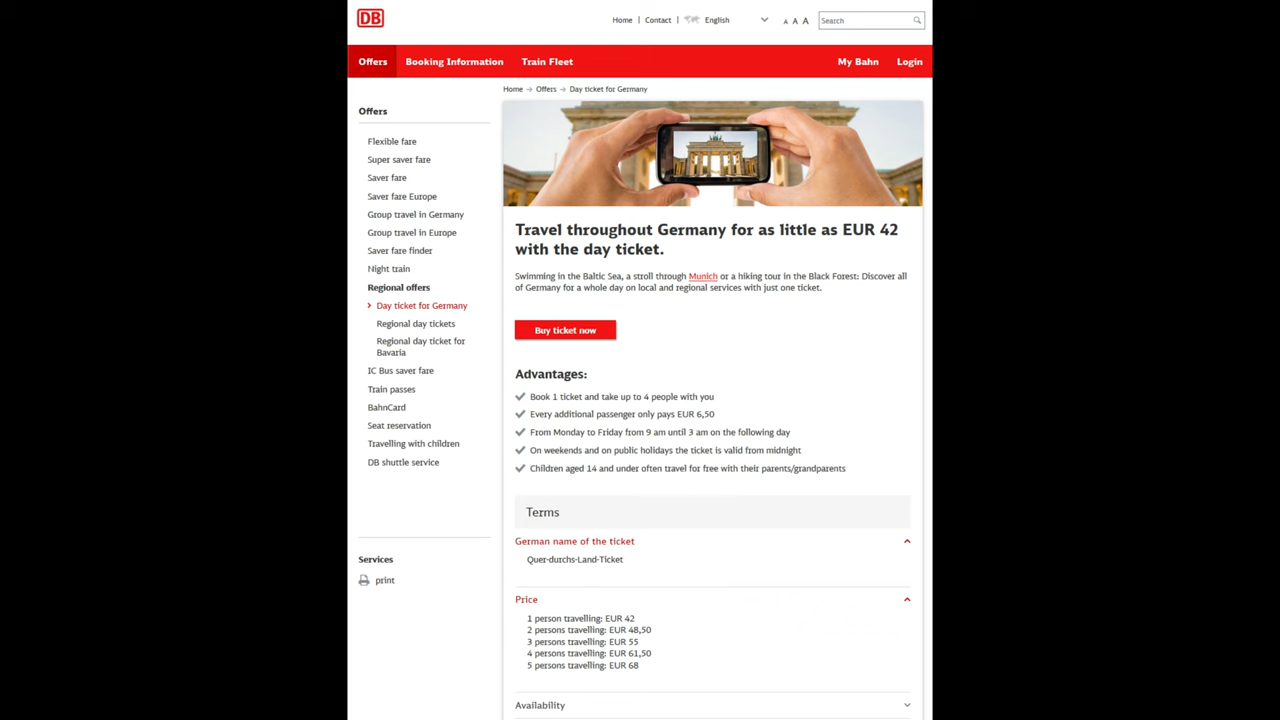 DB
Home | Contact | English
A A A
Search
Offers
Booking Information
Train Fleet
My Bahn
Login
Home → Offers → Day ticket for Germany
Offers
Flexible fare
Super saver fare
Saver fare
Saver fare Europe
Group travel in Germany
Group travel in Europe
Saver fare finder
Night train
Regional offers
Day ticket for Germany
Regional day tickets
Regional day ticket for
Bavaria
IC Bus saver fare
Train passes
BahnCard
Seat reservation
Travelling with children
DB shuttle service
Services
print
Travel throughout Germany for as little as EUR 42
with the day ticket.
Swimming in the Baltic Sea, a stroll through Munich or a hiking tour in the Black Forest: Discover all
of Germany for a whole day on local and regional services with just one ticket.
Buy ticket now
Advantages:
Book 1 ticket and take up to 4 people with you
Every additional passenger only pays EUR 6,50
From Monday to Friday from 9 am until 3 am on the following day
On weekends and on public holidays the ticket is valid from midnight
Children aged 14 and under often travel for free with their parents/grandparents
Terms
German name of the ticket
Quer-durchs-Land-Ticket
Price
1 person travelling: EUR 42
2 persons travelling: EUR 48,50
3 persons travelling: EUR 55
4 persons travelling: EUR 61,50
5 persons travelling: EUR 68
Availability